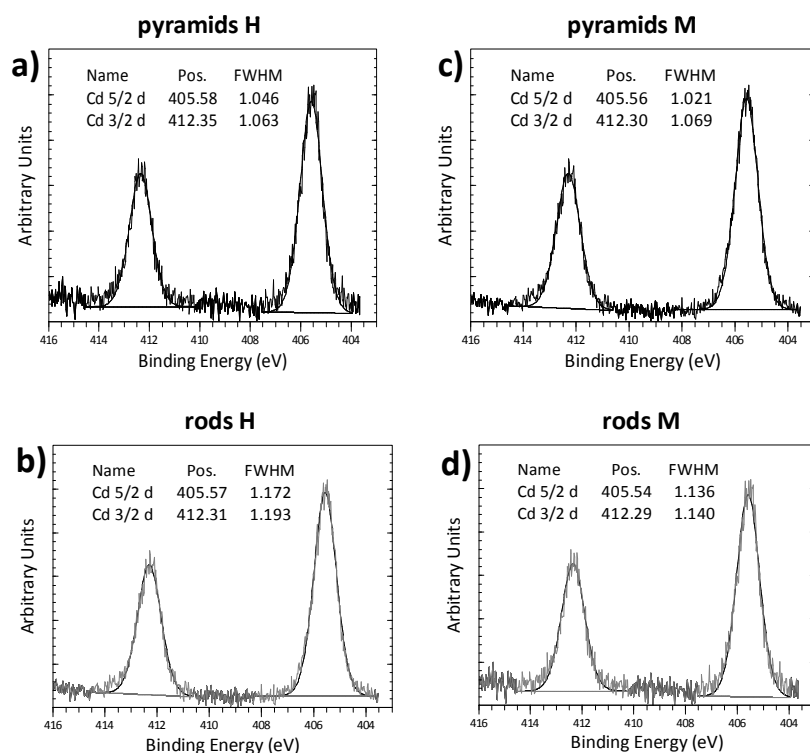 pyramids H
a)
Name Pos. FWHM
Cd 5/2 d 405.58 1.046
Cd 3/2 d 412.35 1.063
Arbitrary Units
416 414 412 410 408 406 404
Binding Energy (eV)
pyramids M
c)
Name Pos. FWHM
Cd 5/2 d 405.56 1.021
Cd 3/2 d 412.30 1.069
Arbitrary Units
416 414 412 410 408 406 404
Binding Energy (eV)
rods H
b)
Name Pos. FWHM
Cd 5/2 d 405.57 1.172
Cd 3/2 d 412.31 1.193
Arbitrary Units
416 414 412 410 408 406 404
Binding Energy (eV)
rods M
d)
Name Pos. FWHM
Cd 5/2 d 405.54 1.136
Cd 3/2 d 412.29 1.140
Arbitrary Units
416 414 412 410 408 406 404
Binding Energy (eV)